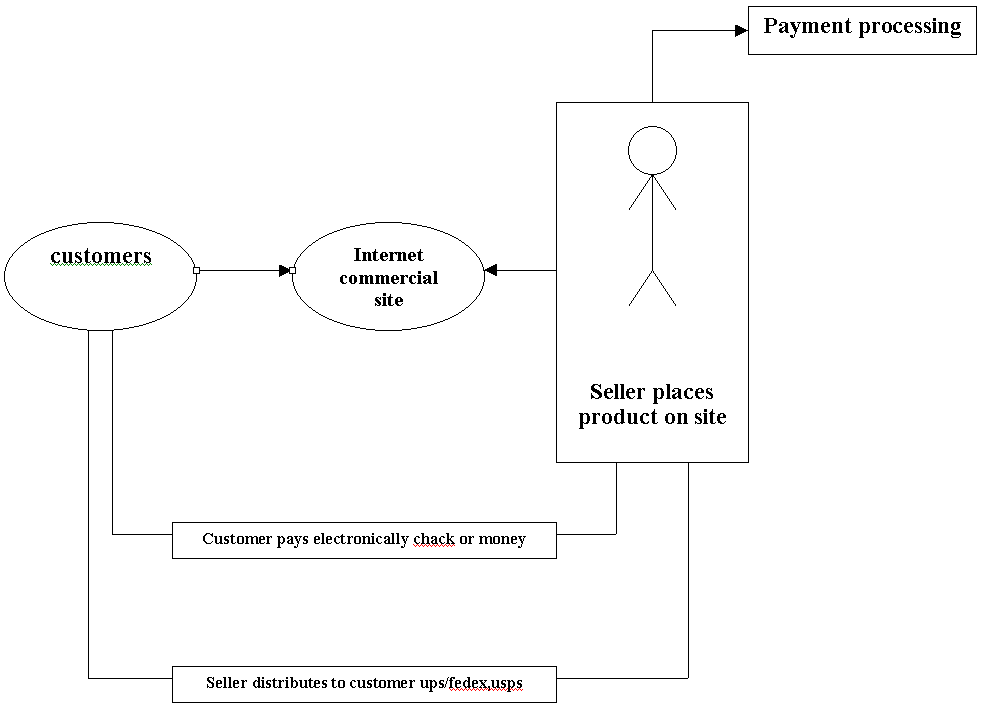 Payment processing
customers
Internet
commercial
site
Seller places
product on site
Customer pays electronically chack or money
Seller distributes to customer ups/fedex,usps